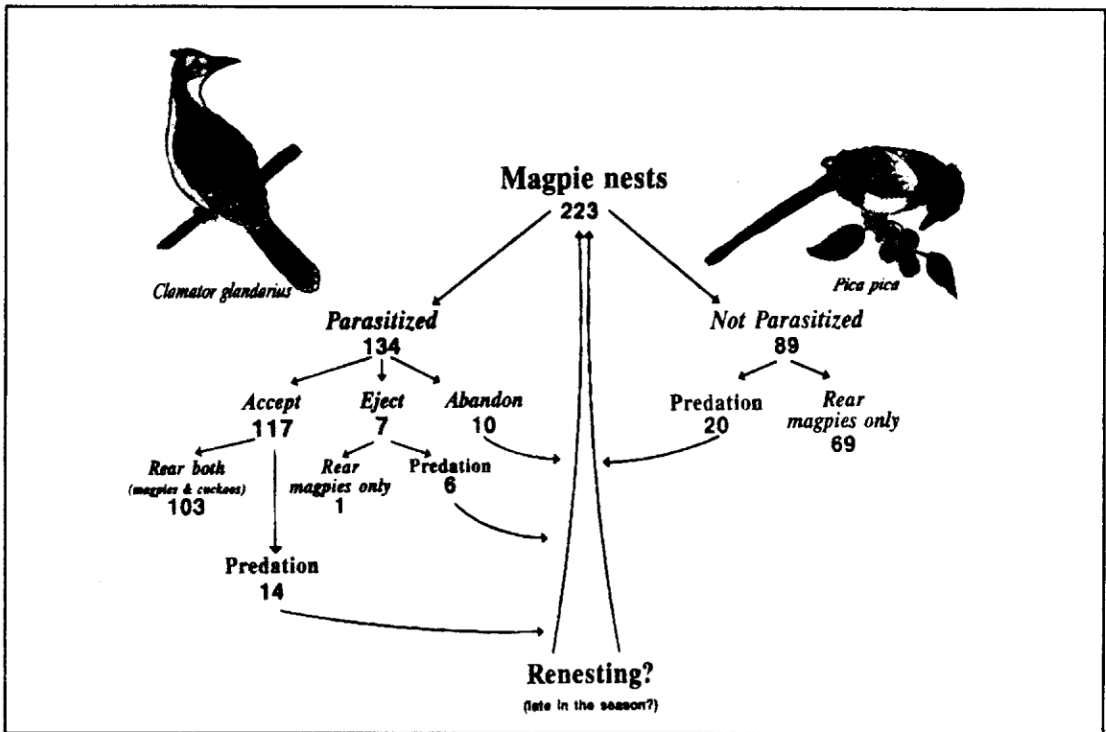 Magpie nests
223
Clamator glandarius
Pica pica
Parasitized
134
Not Parasitized
89
Accept
117
Eject
7
Abandon
10
Predation
20
Rear
magpies only
69
Rear both
(magpies & cuckoos)
103
Rear
magpies only
1
Predation
6
Predation
14
Renesting?
(late in the season?)